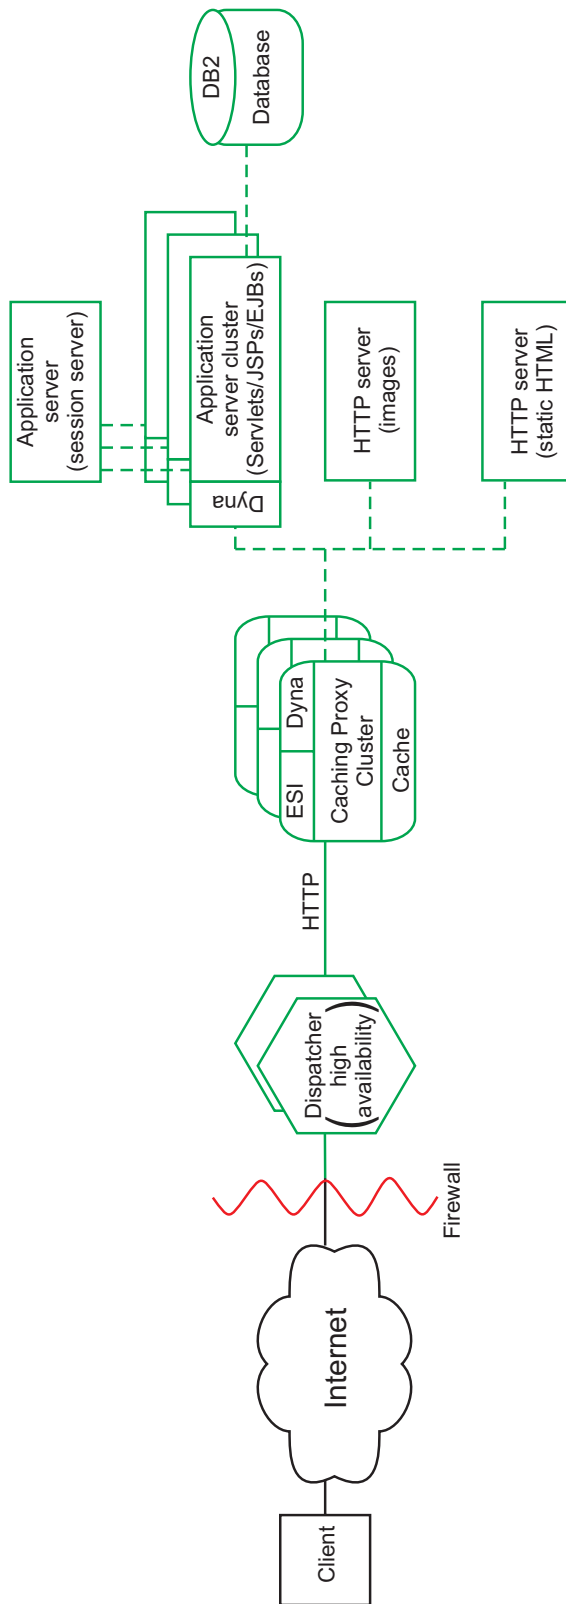 Client
Internet
Firewall
Dispatcher
(high
availability)
HTTP
ESI
Dyna
Caching Proxy
Cluster
Cache
Dyna
Application
server cluster
(Servlets/JSPs/EJBs)
Application
server
(session server)
DB2
Database
HTTP server
(images)
HTTP server
(static HTML)